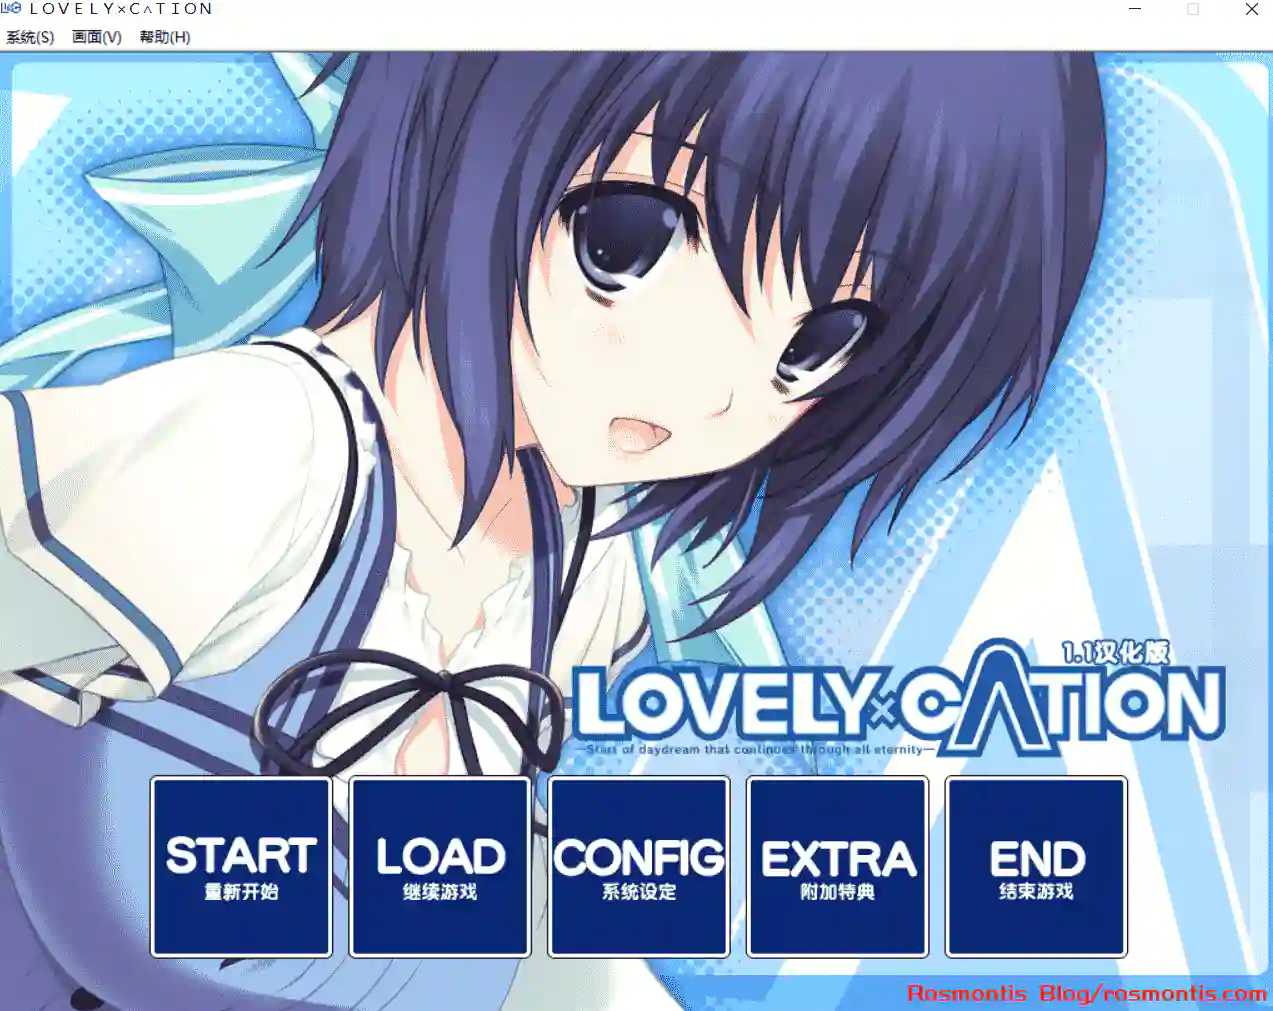 LOVELY×CΛTION
系统(S) 画面(V) 帮助(H)
1.1汉化版
LOVELY×CΛTION
—Start of daydream that continues through all eternity—
START
重新开始
LOAD
继续游戏
CONFIG
系统设定
EXTRA
附加特典
END
结束游戏
Rosmontis Blog/rosmontis.com